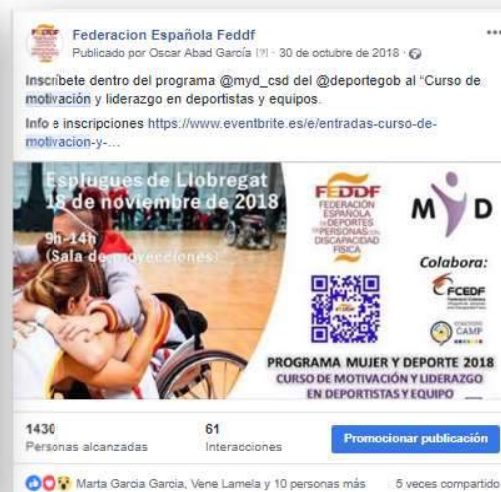 Federacion Española Feddf
Publicado por Oscar Abad García [?] · 30 de octubre de 2018 ·
Inscríbete dentro del programa @myd_csd del @deportegob al "Curso de
motivación y liderazgo en deportistas y equipos.
Info e inscripciones https://www.eventbrite.es/e/entradas-curso-de-
motivacion-y-...
Esplugues de Llobregat
18 de noviembre de 2018
9h-14h
(Sala de proyecciones)
FEDDF
FEDERACIÓN
ESPAÑOLA
DEPORTES
PERSONAS
DISCAPACIDAD
FÍSICA
MYD
Colabora:
FCEDF
CAMP
PROGRAMA MUJER Y DEPORTE 2018
CURSO DE MOTIVACIÓN Y LIDERAZGO
EN DEPORTISTAS Y EQUIPO
1430
Personas alcanzadas
61
Interacciones
Promocionar publicación
Marta Garcia Garcia, Vene Lamela y 10 personas más
5 veces compartido